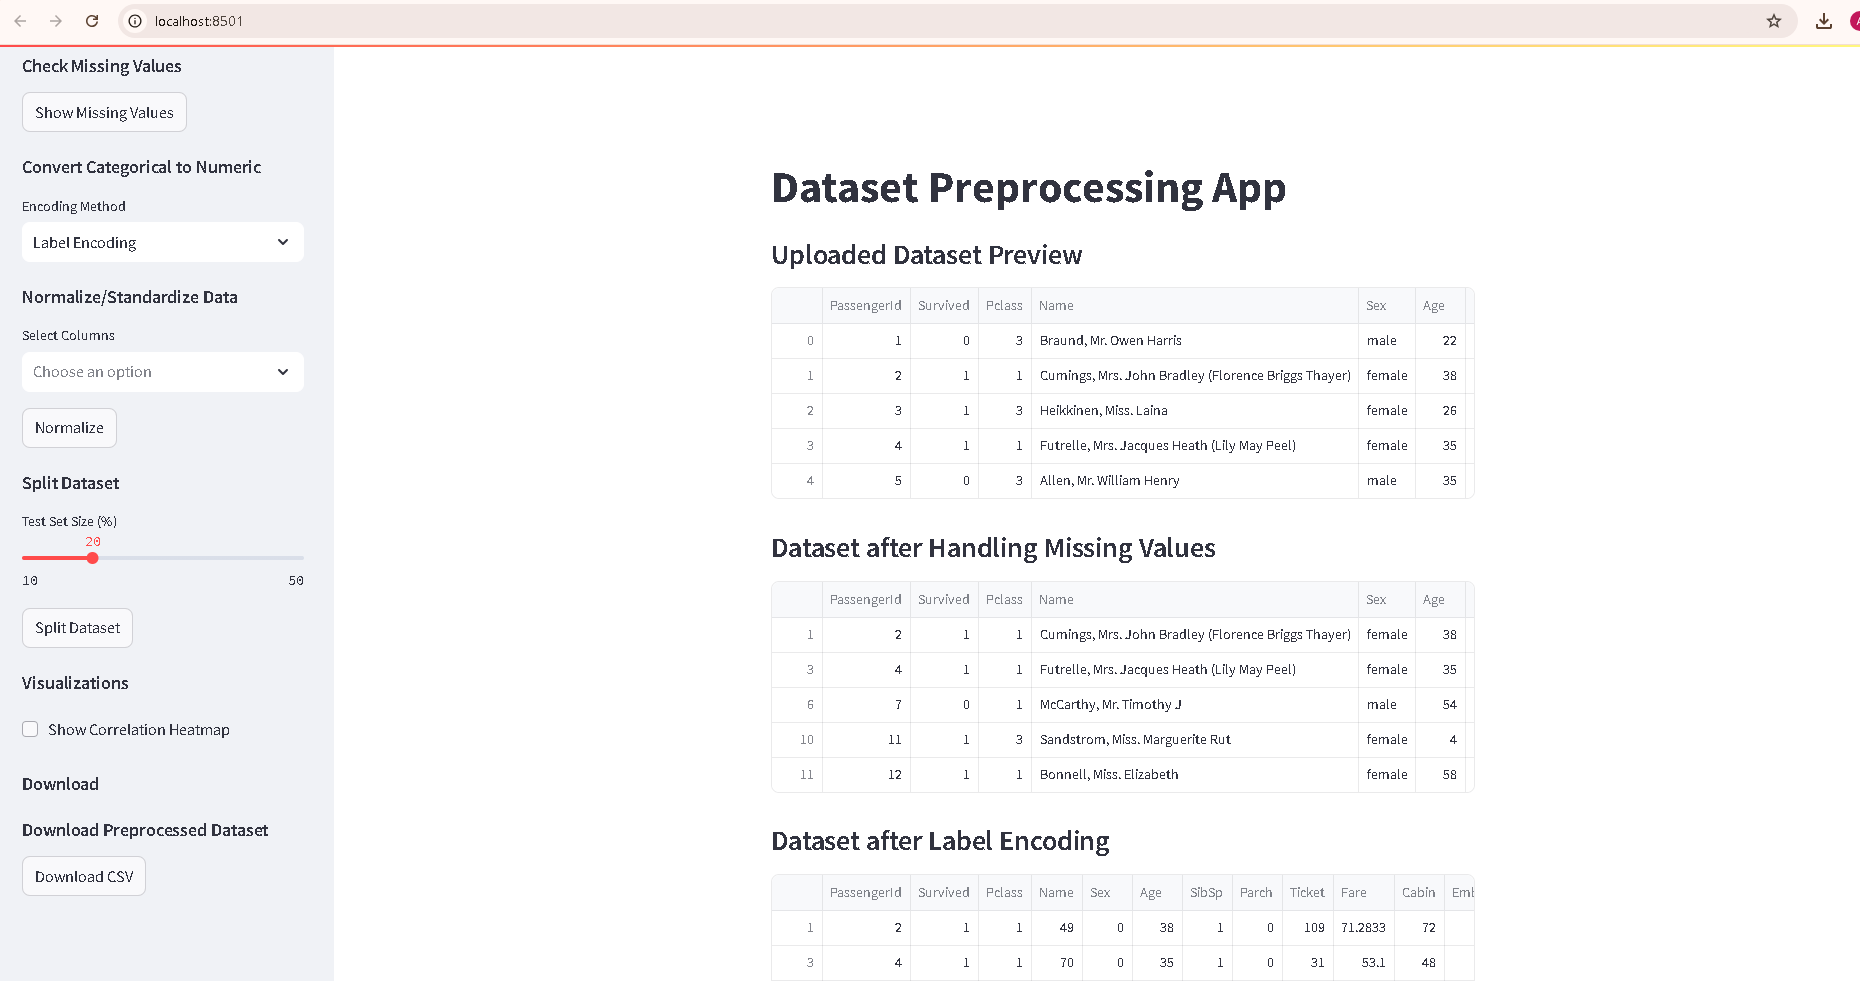 localhost:8501
Check Missing Values
Show Missing Values
Convert Categorical to Numeric
Encoding Method
Label Encoding
Normalize/Standardize Data
Select Columns
Choose an option
Normalize
Split Dataset
Test Set Size (%)
20
10 50
Split Dataset
Visualizations
Show Correlation Heatmap
Download
Download Preprocessed Dataset
Download CSV
Dataset Preprocessing App
Uploaded Dataset Preview
PassengerId Survived Pclass Name Sex Age
0 1 0 3 Braund, Mr. Owen Harris male 22
1 2 1 1 Cumings, Mrs. John Bradley (Florence Briggs Thayer) female 38
2 3 1 3 Heikkinen, Miss. Laina female 26
3 4 1 1 Futrelle, Mrs. Jacques Heath (Lily May Peel) female 35
4 5 0 3 Allen, Mr. William Henry male 35
Dataset after Handling Missing Values
PassengerId Survived Pclass Name Sex Age
1 2 1 1 Cumings, Mrs. John Bradley (Florence Briggs Thayer) female 38
3 4 1 1 Futrelle, Mrs. Jacques Heath (Lily May Peel) female 35
6 7 0 1 McCarthy, Mr. Timothy J male 54
10 11 1 3 Sandstrom, Miss. Marguerite Rut female 4
11 12 1 1 Bonnell, Miss. Elizabeth female 58
Dataset after Label Encoding
PassengerId Survived Pclass Name Sex Age SibSp Parch Ticket Fare Cabin
1 2 1 1 49 0 38 1 0 109 71.2833 72
3 4 1 1 70 0 35 1 0 31 53.1 48